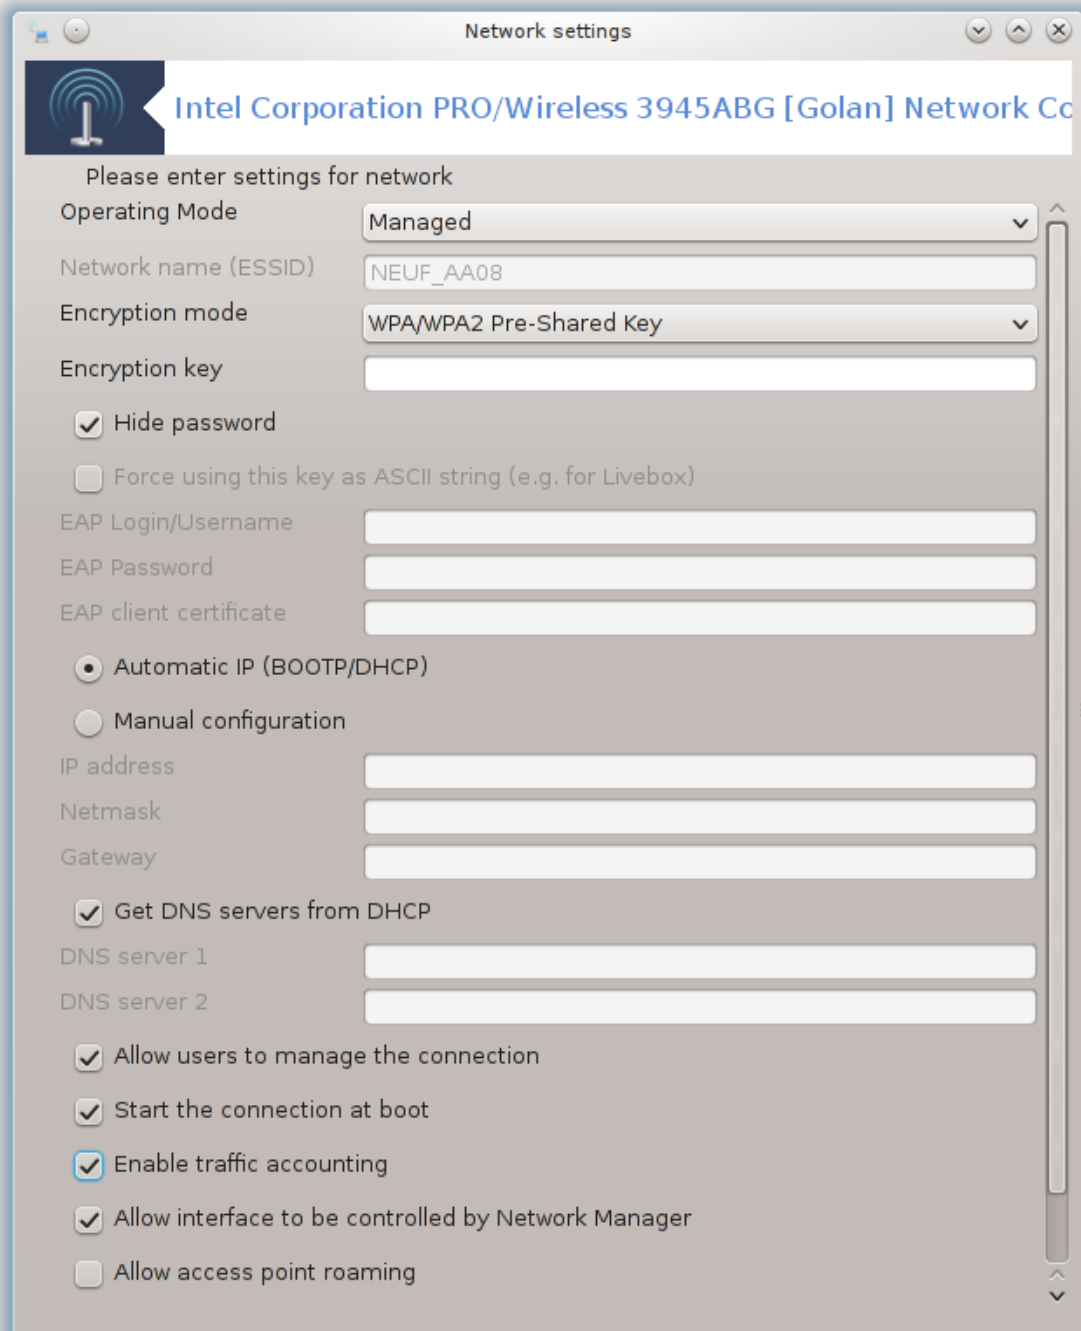 Network settings
Intel Corporation PRO/Wireless 3945ABG [Golan] Network Co
Please enter settings for network
Operating Mode Managed
Network name (ESSID) NEUF_AA08
Encryption mode WPA/WPA2 Pre-Shared Key
Encryption key
Hide password
Force using this key as ASCII string (e.g. for Livebox)
EAP Login/Username
EAP Password
EAP client certificate
Automatic IP (BOOTP/DHCP)
Manual configuration
IP address
Netmask
Gateway
Get DNS servers from DHCP
DNS server 1
DNS server 2
Allow users to manage the connection
Start the connection at boot
Enable traffic accounting
Allow interface to be controlled by Network Manager
Allow access point roaming